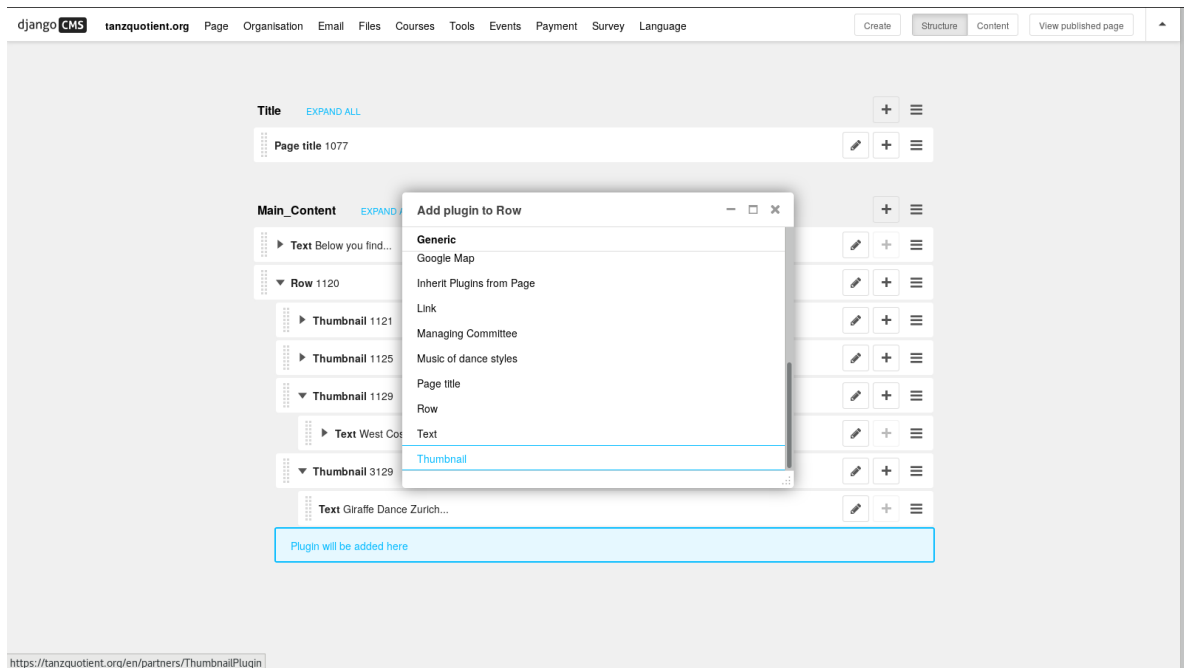 django CMS tanzquotient.org Page Organisation Email Files Courses Tools Events Payment Survey Language Create Structure Content View published page
Title EXPAND ALL
Page title 1077
Main_Content EXPAND
Add plugin to Row
Generic
Text Below you find...
Google Map
Row 1120
Inherit Plugins from Page
Link
Thumbnail 1121
Managing Committee
Thumbnail 1125
Music of dance styles
Page title
Thumbnail 1129
Row
Text West Cos
Text
Thumbnail
Thumbnail 3129
Text Giraffe Dance Zurich...
Plugin will be added here
https://tanzquotient.org/en/partners/ThumbnailPlugin